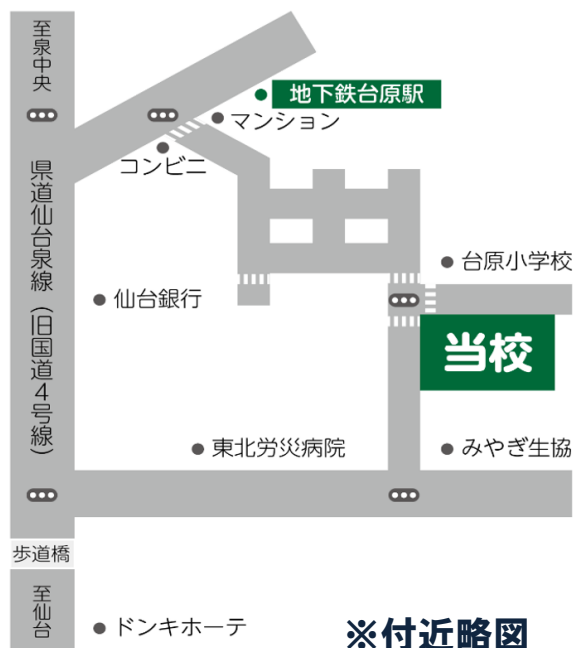 至泉中央
地下鉄台原駅
マンション
コンビニ
県道仙台泉線（旧国道4号線）
台原小学校
仙台銀行
当校
東北労災病院
みやぎ生協
歩道橋
至仙台
ドンキホーテ
※付近略図